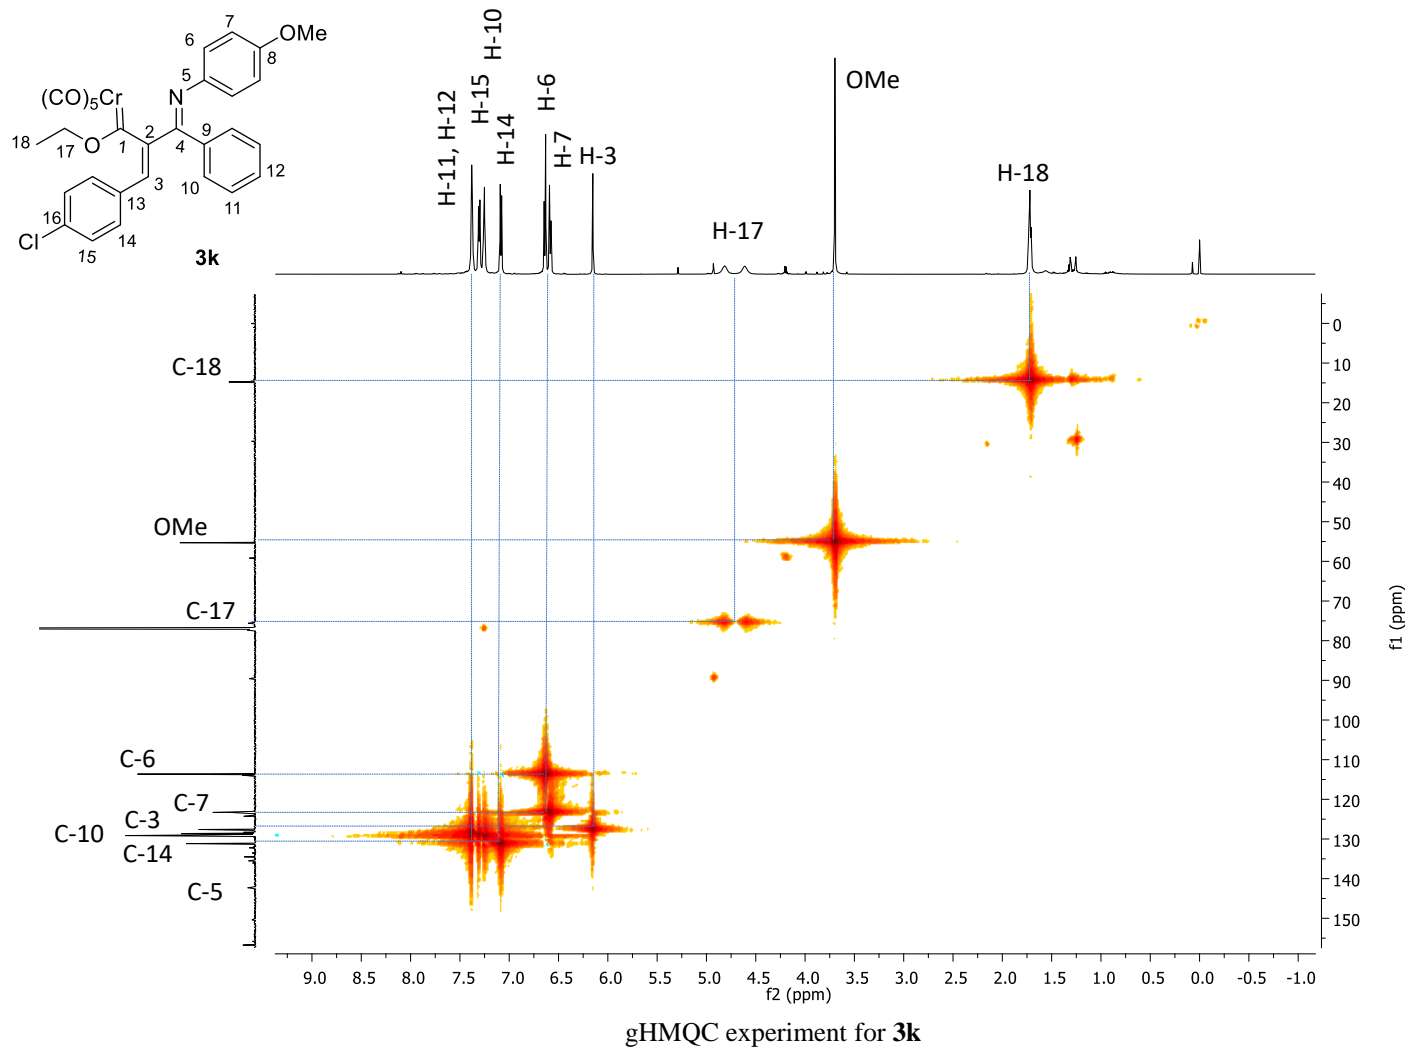 7
OMe
6
8
5
(CO)₅Cr
N
2
9
18
O
1
4
17
12
3
10
13
11
16
14
Cl
15
3k
H-11, H-12
H-15
H-10
H-14
H-6
H-7
H-3
H-17
OMe
H-18
C-18
OMe
C-17
C-6
C-7
C-3
C-10
C-14
C-5
0
10
20
30
40
50
60
70
80
90
100
110
120
130
140
150
f1 (ppm)
9.0 8.5 8.0 7.5 7.0 6.5 6.0 5.5 5.0 4.5 4.0 3.5 3.0 2.5 2.0 1.5 1.0 0.5 0.0 -0.5 -1.0
f2 (ppm)
gHMQC experiment for 3k